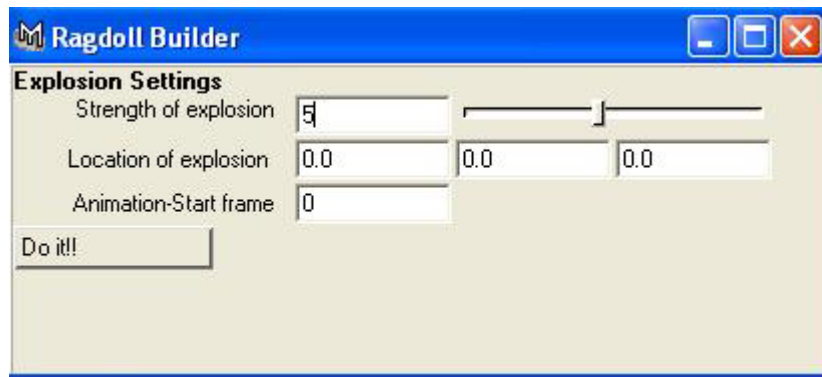 Ragdoll Builder
Explosion Settings
Strength of explosion 5
Location of explosion 0.0 0.0 0.0
Animation-Start frame 0
Do it!!